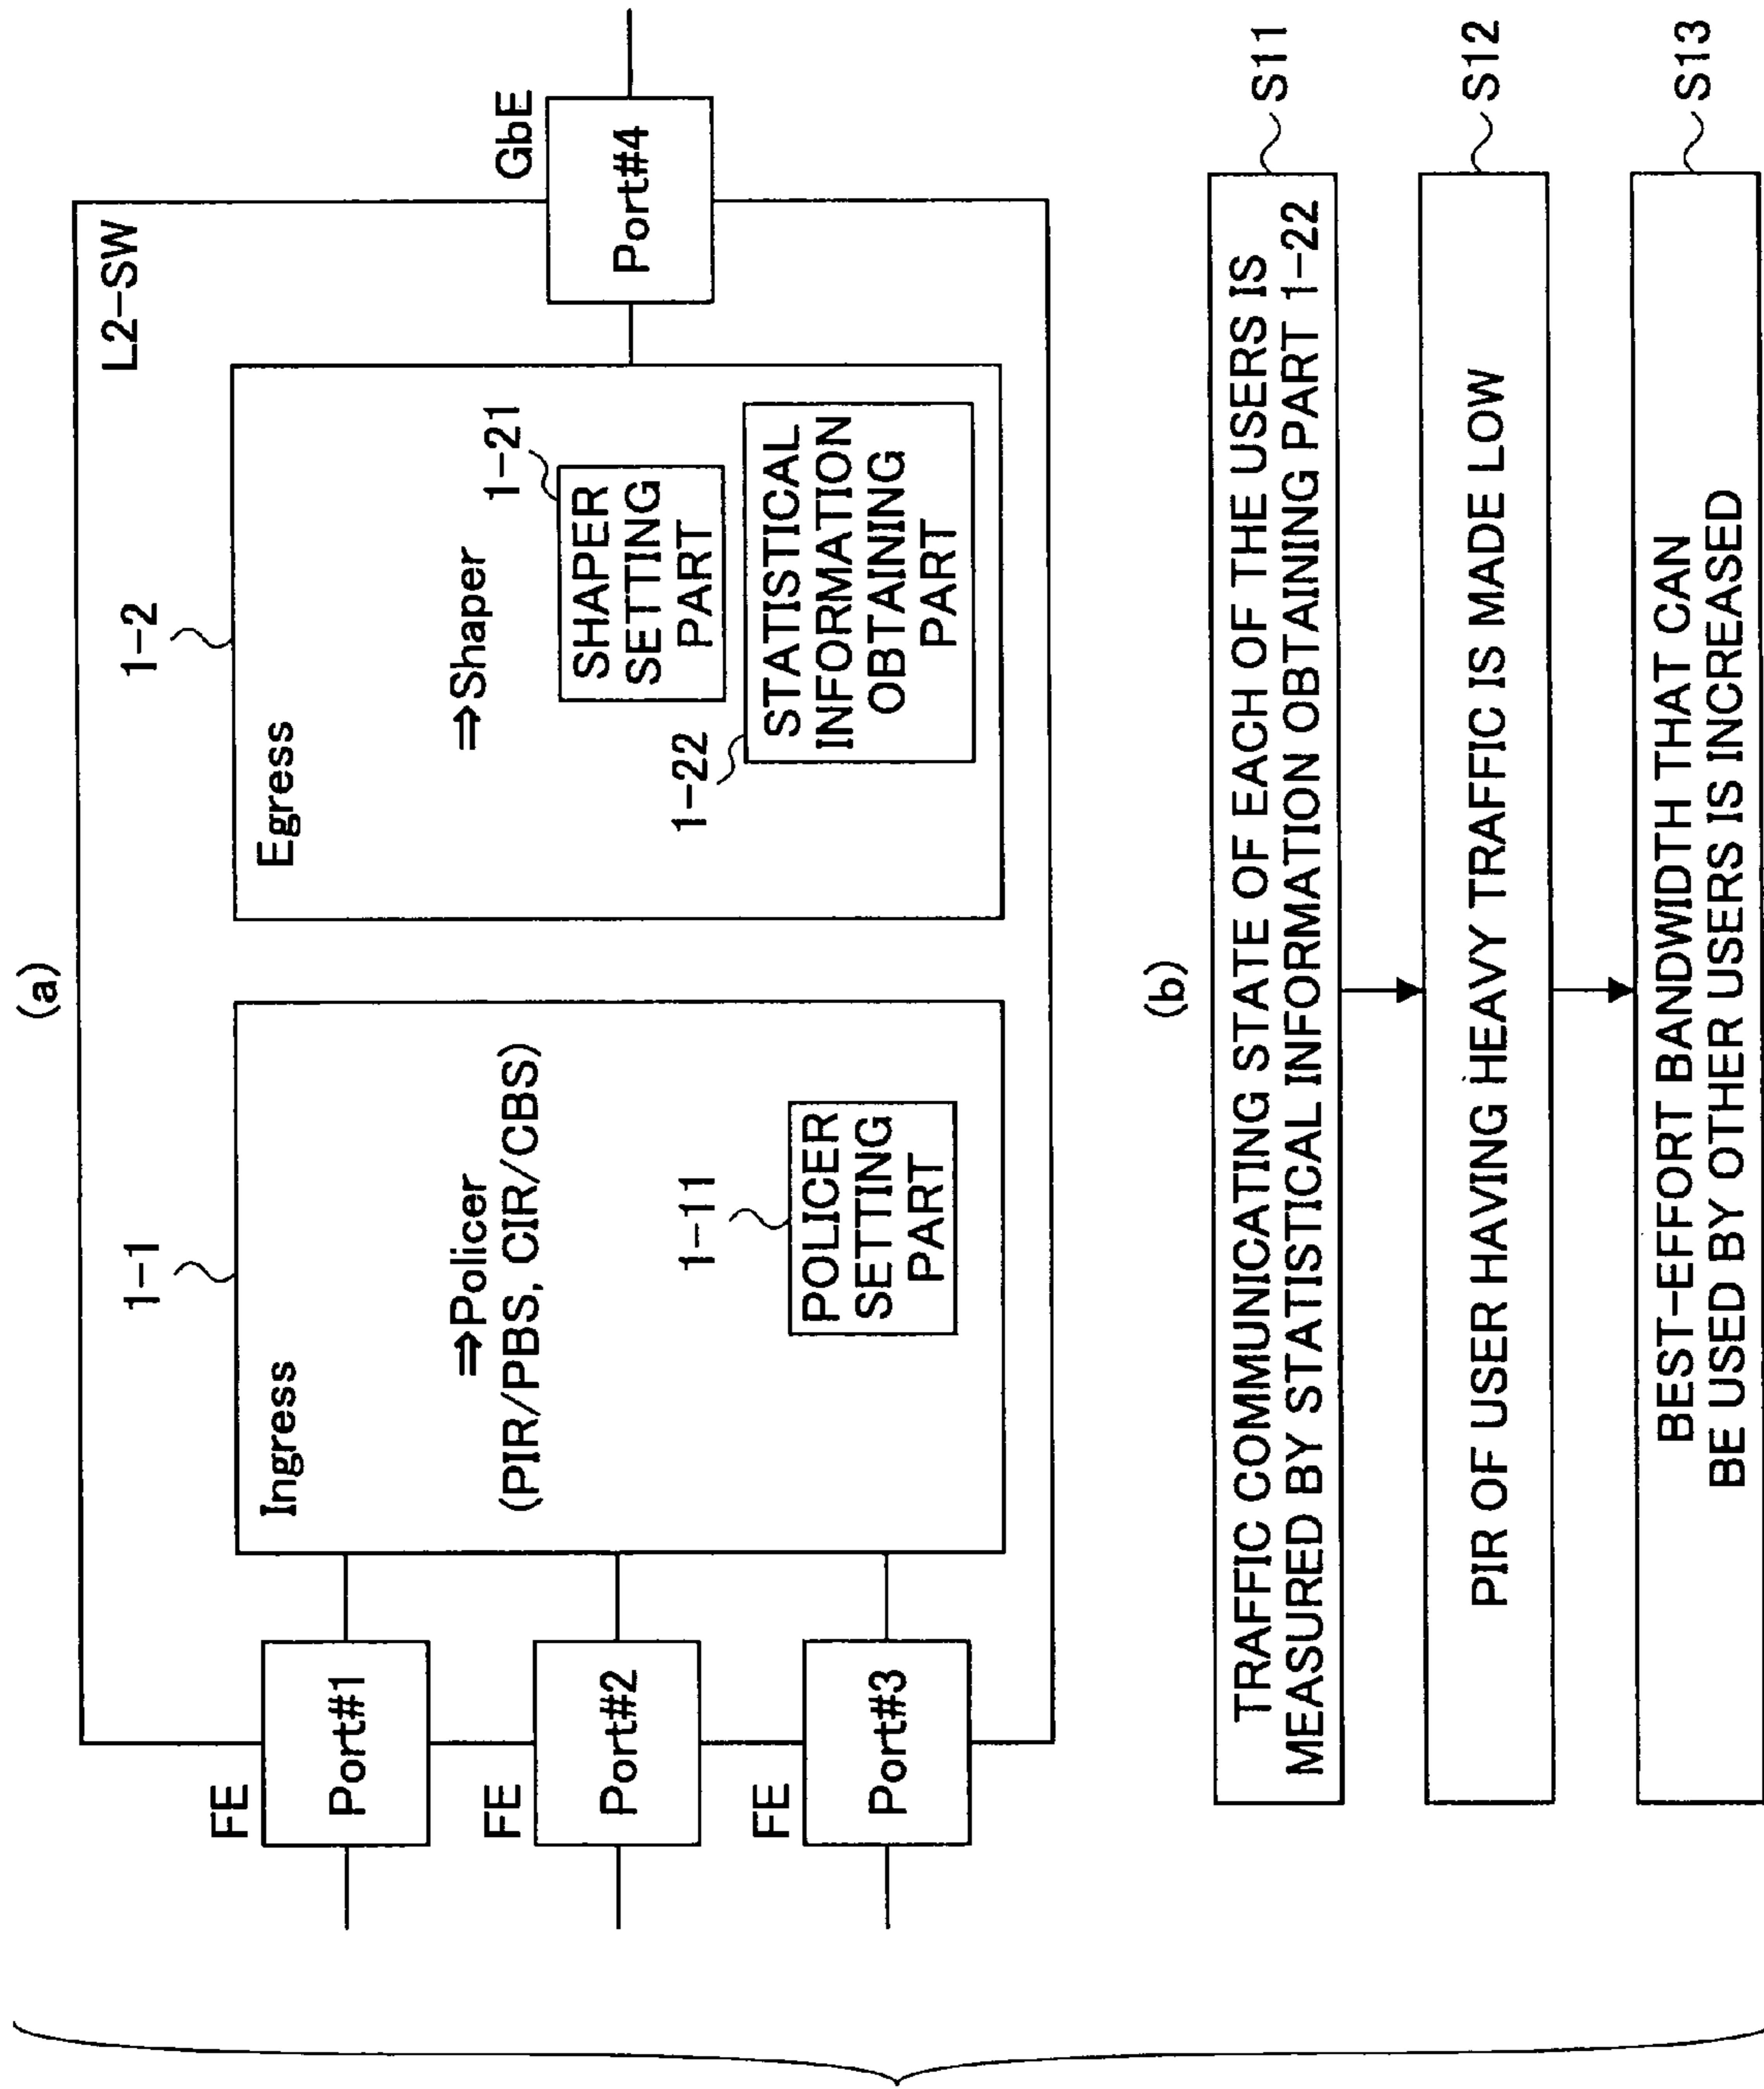 (a)
L2-SW
1-1
1-2
Ingress
⇒Policer
(PIR/PBS, CIR/CBS)
1-11
POLICER
SETTING
PART
Egress
⇒Shaper
1-21
SHAPER
SETTING
PART
1-22
STATISTICAL
INFORMATION
OBTAINING
PART
FE
Port#1
FE
Port#2
FE
Port#3
GbE
Port#4
(b)
TRAFFIC COMMUNICATING STATE OF EACH OF THE USERS IS
MEASURED BY STATISTICAL INFORMATION OBTAINING PART 1-22
S11
PIR OF USER HAVING HEAVY TRAFFIC IS MADE LOW
S12
BEST-EFFORT BANDWIDTH THAT CAN
BE USED BY OTHER USERS IS INCREASED
S13